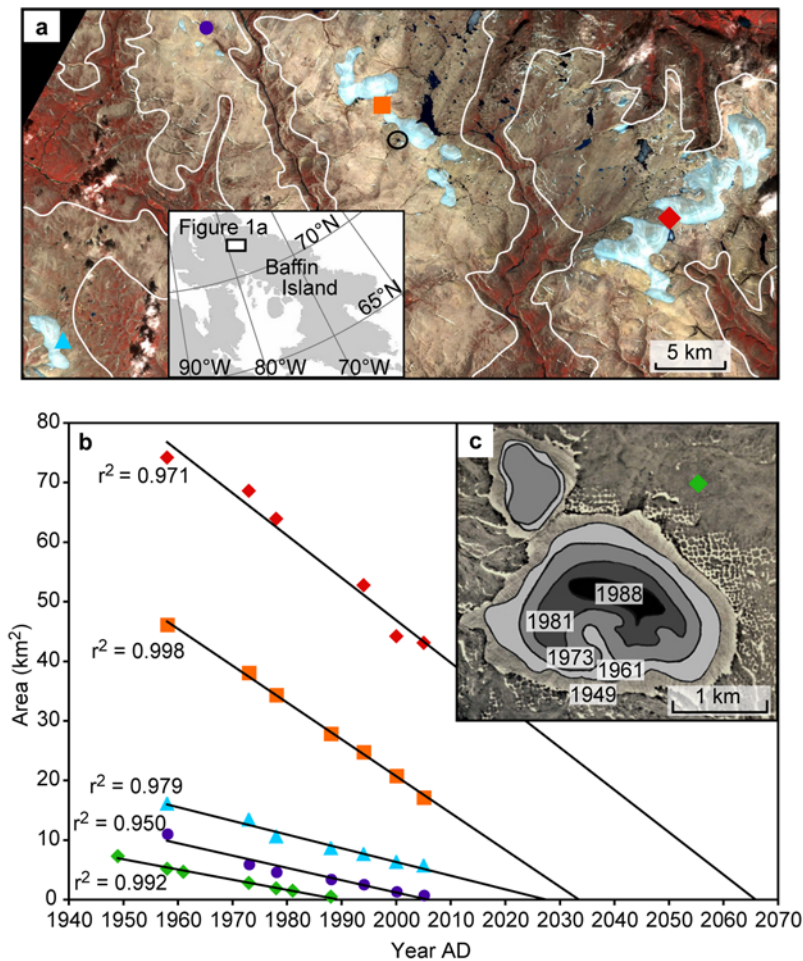 a
Figure 1a
70°N
Baffin
Island
65°N
90°W
80°W
70°W
5 km
b
c
80
70
60
50
40
30
20
10
0
Area (km²)
r² = 0.971
r² = 0.998
r² = 0.979
r² = 0.950
r² = 0.992
1988
1981
1973
1961
1949
1 km
1940 1950 1960 1970 1980 1990 2000 2010 2020 2030 2040 2050 2060 2070
Year AD